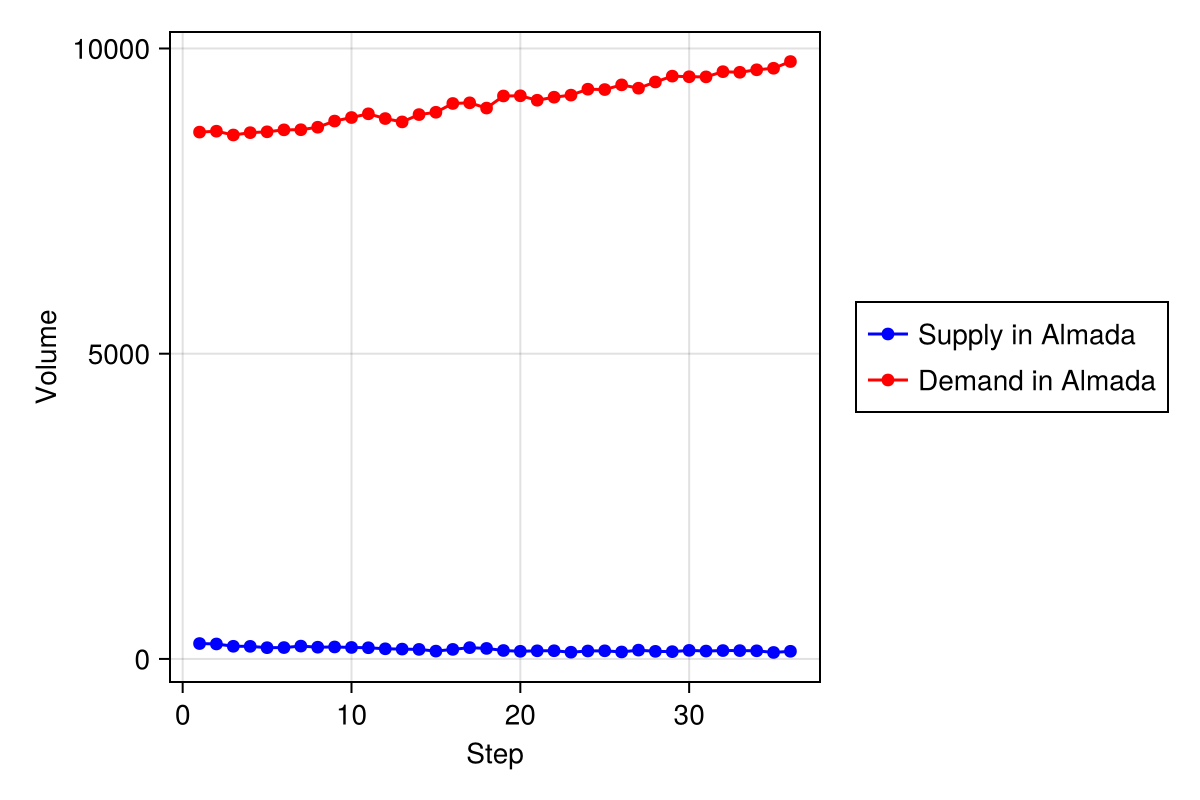 10000
5000
0
Volume
0 10 20 30
Step
Supply in Almada
Demand in Almada